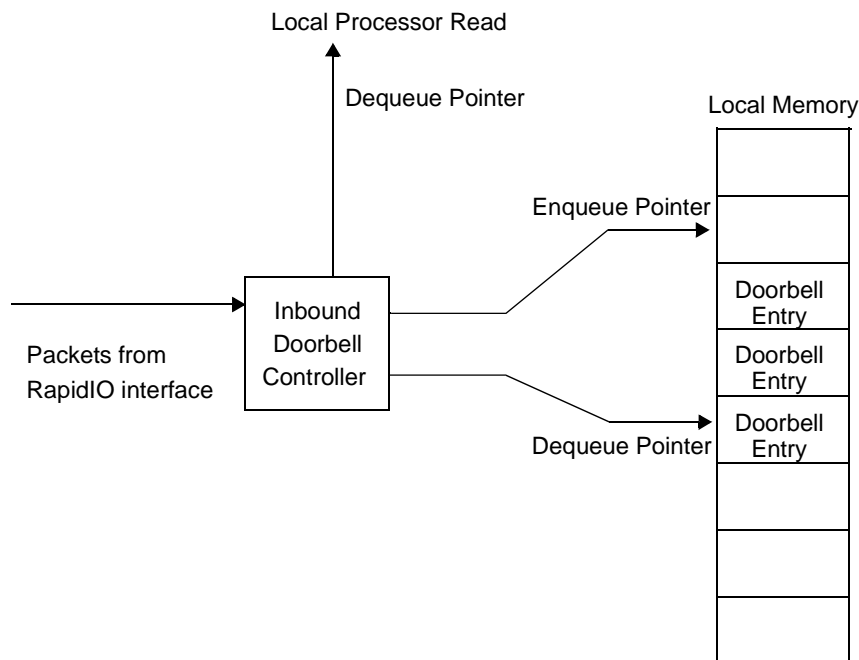 Local Processor Read
Dequeue Pointer
Local Memory
Enqueue Pointer
Inbound
Doorbell
Controller
Packets from
RapidIO interface
Doorbell
Entry
Doorbell
Entry
Doorbell
Entry
Dequeue Pointer